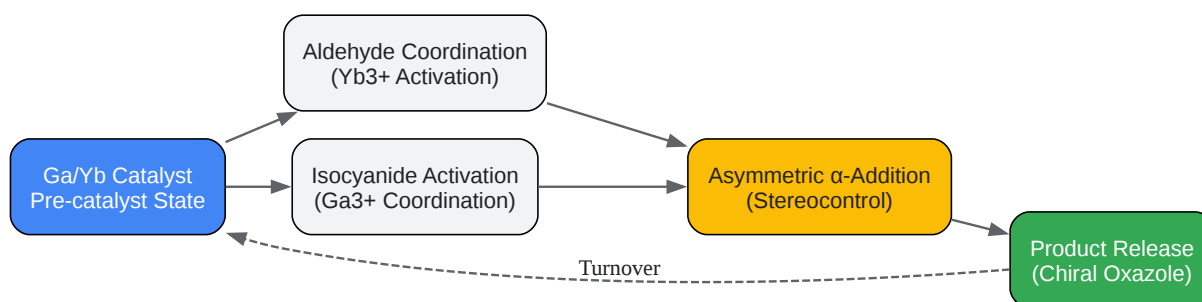 Aldehyde Coordination
(Yb3+ Activation)
Ga/Yb Catalyst
Pre-catalyst State
Isocyanide Activation
(Ga3+ Coordination)
Asymmetric α-Addition
(Stereocontrol)
Product Release
(Chiral Oxazole)
Turnover